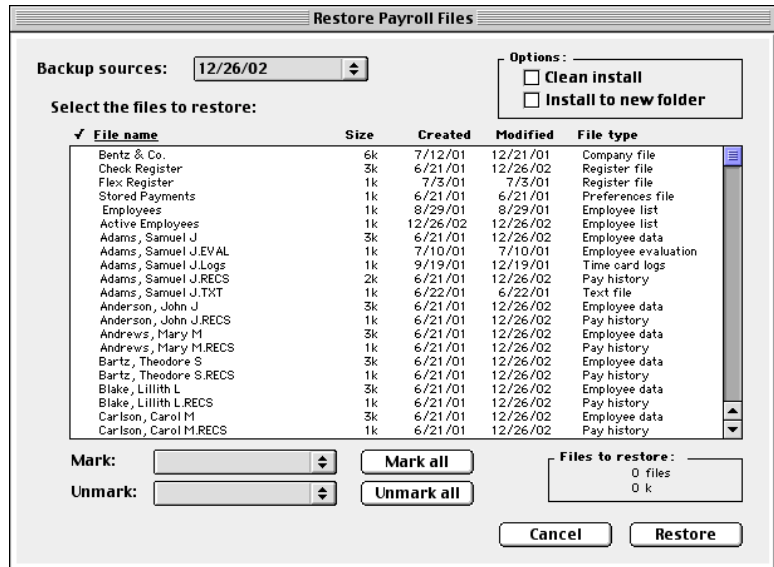 Restore Payroll Files
Backup sources: 12/26/02
Options:
Clean install
Install to new folder
Select the files to restore:
✓ File name Size Created Modified File type
Bentz & Co. 6k 7/12/01 12/21/01 Company file
Check Register 3k 6/21/01 12/26/02 Register file
Flex Register 1k 7/3/01 7/3/01 Register file
Stored Payments 1k 6/21/01 6/21/01 Preferences file
Employees 1k 8/29/01 8/29/01 Employee list
Active Employees 1k 12/26/02 12/26/02 Employee list
Adams, Samuel J 3k 6/21/01 12/26/02 Employee data
Adams, Samuel J.EVAL 1k 7/10/01 7/10/01 Employee evaluation
Adams, Samuel J.Logs 1k 9/19/01 12/19/01 Time card logs
Adams, Samuel J.RECS 2k 6/21/01 12/26/02 Pay history
Adams, Samuel J.TXT 1k 6/22/01 6/22/01 Text file
Anderson, John J 3k 6/21/01 12/26/02 Employee data
Anderson, John J.RECS 1k 6/21/01 12/26/02 Pay history
Andrews, Mary M 3k 6/21/01 12/26/02 Employee data
Andrews, Mary M.RECS 1k 6/21/01 12/26/02 Pay history
Bartz, Theodore S 3k 6/21/01 12/26/02 Employee data
Bartz, Theodore S.RECS 1k 6/21/01 12/26/02 Pay history
Blake, Lillith L 3k 6/21/01 12/26/02 Employee data
Blake, Lillith L.RECS 1k 6/21/01 12/26/02 Pay history
Carlson, Carol M 3k 6/21/01 12/26/02 Employee data
Carlson, Carol M.RECS 1k 6/21/01 12/26/02 Pay history
Mark: Mark all
Unmark: Unmark all
Files to restore:
0 files
0 k
Cancel Restore